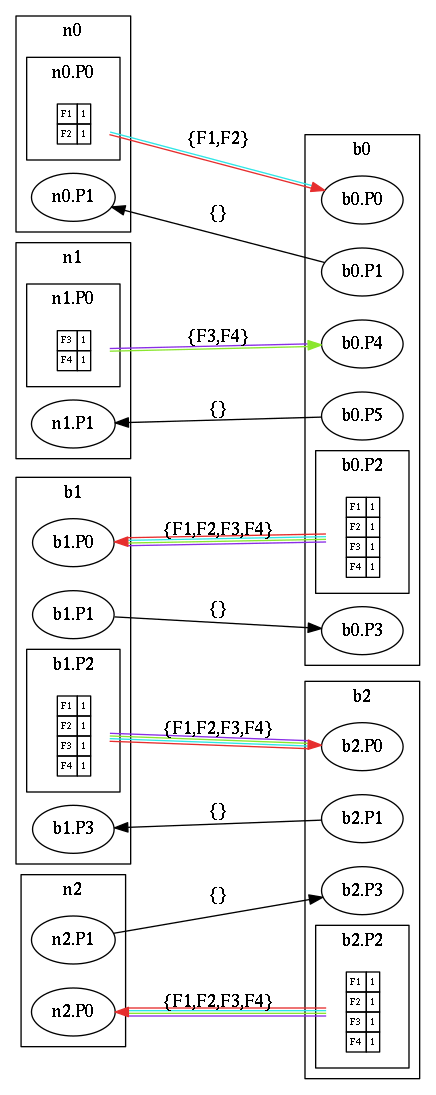 n0
n0.P0
F1 1
F2 1
{F1,F2}
n0.P1
{}
b0
b0.P0
b0.P1
n1
n1.P0
F3 1
F4 1
{F3,F4}
b0.P4
n1.P1
{}
b0.P5
b0.P2
F1 1
F2 1
F3 1
F4 1
b1
b1.P0
{F1,F2,F3,F4}
b1.P1
{}
b0.P3
b1.P2
F1 1
F2 1
F3 1
F4 1
{F1,F2,F3,F4}
b2
b2.P0
b1.P3
{}
b2.P1
n2
{}
b2.P3
n2.P1
b2.P2
F1 1
F2 1
F3 1
F4 1
{F1,F2,F3,F4}
n2.P0